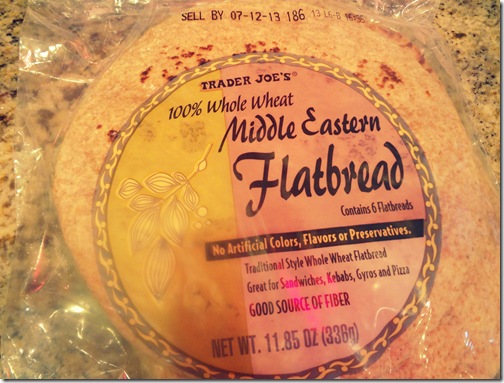 SELL BY 07-12-13 186
TRADER JOE'S®
100% Whole Wheat
Middle Eastern
Flatbread
Contains 6 Flatbreads
No Artificial Colors, Flavors or Preservatives.
Traditional Style Whole Wheat Flatbread
Great for Sandwiches, Kebabs, Gyros and Pizza
GOOD SOURCE OF FIBER
NET WT. 11.85 OZ (336g)